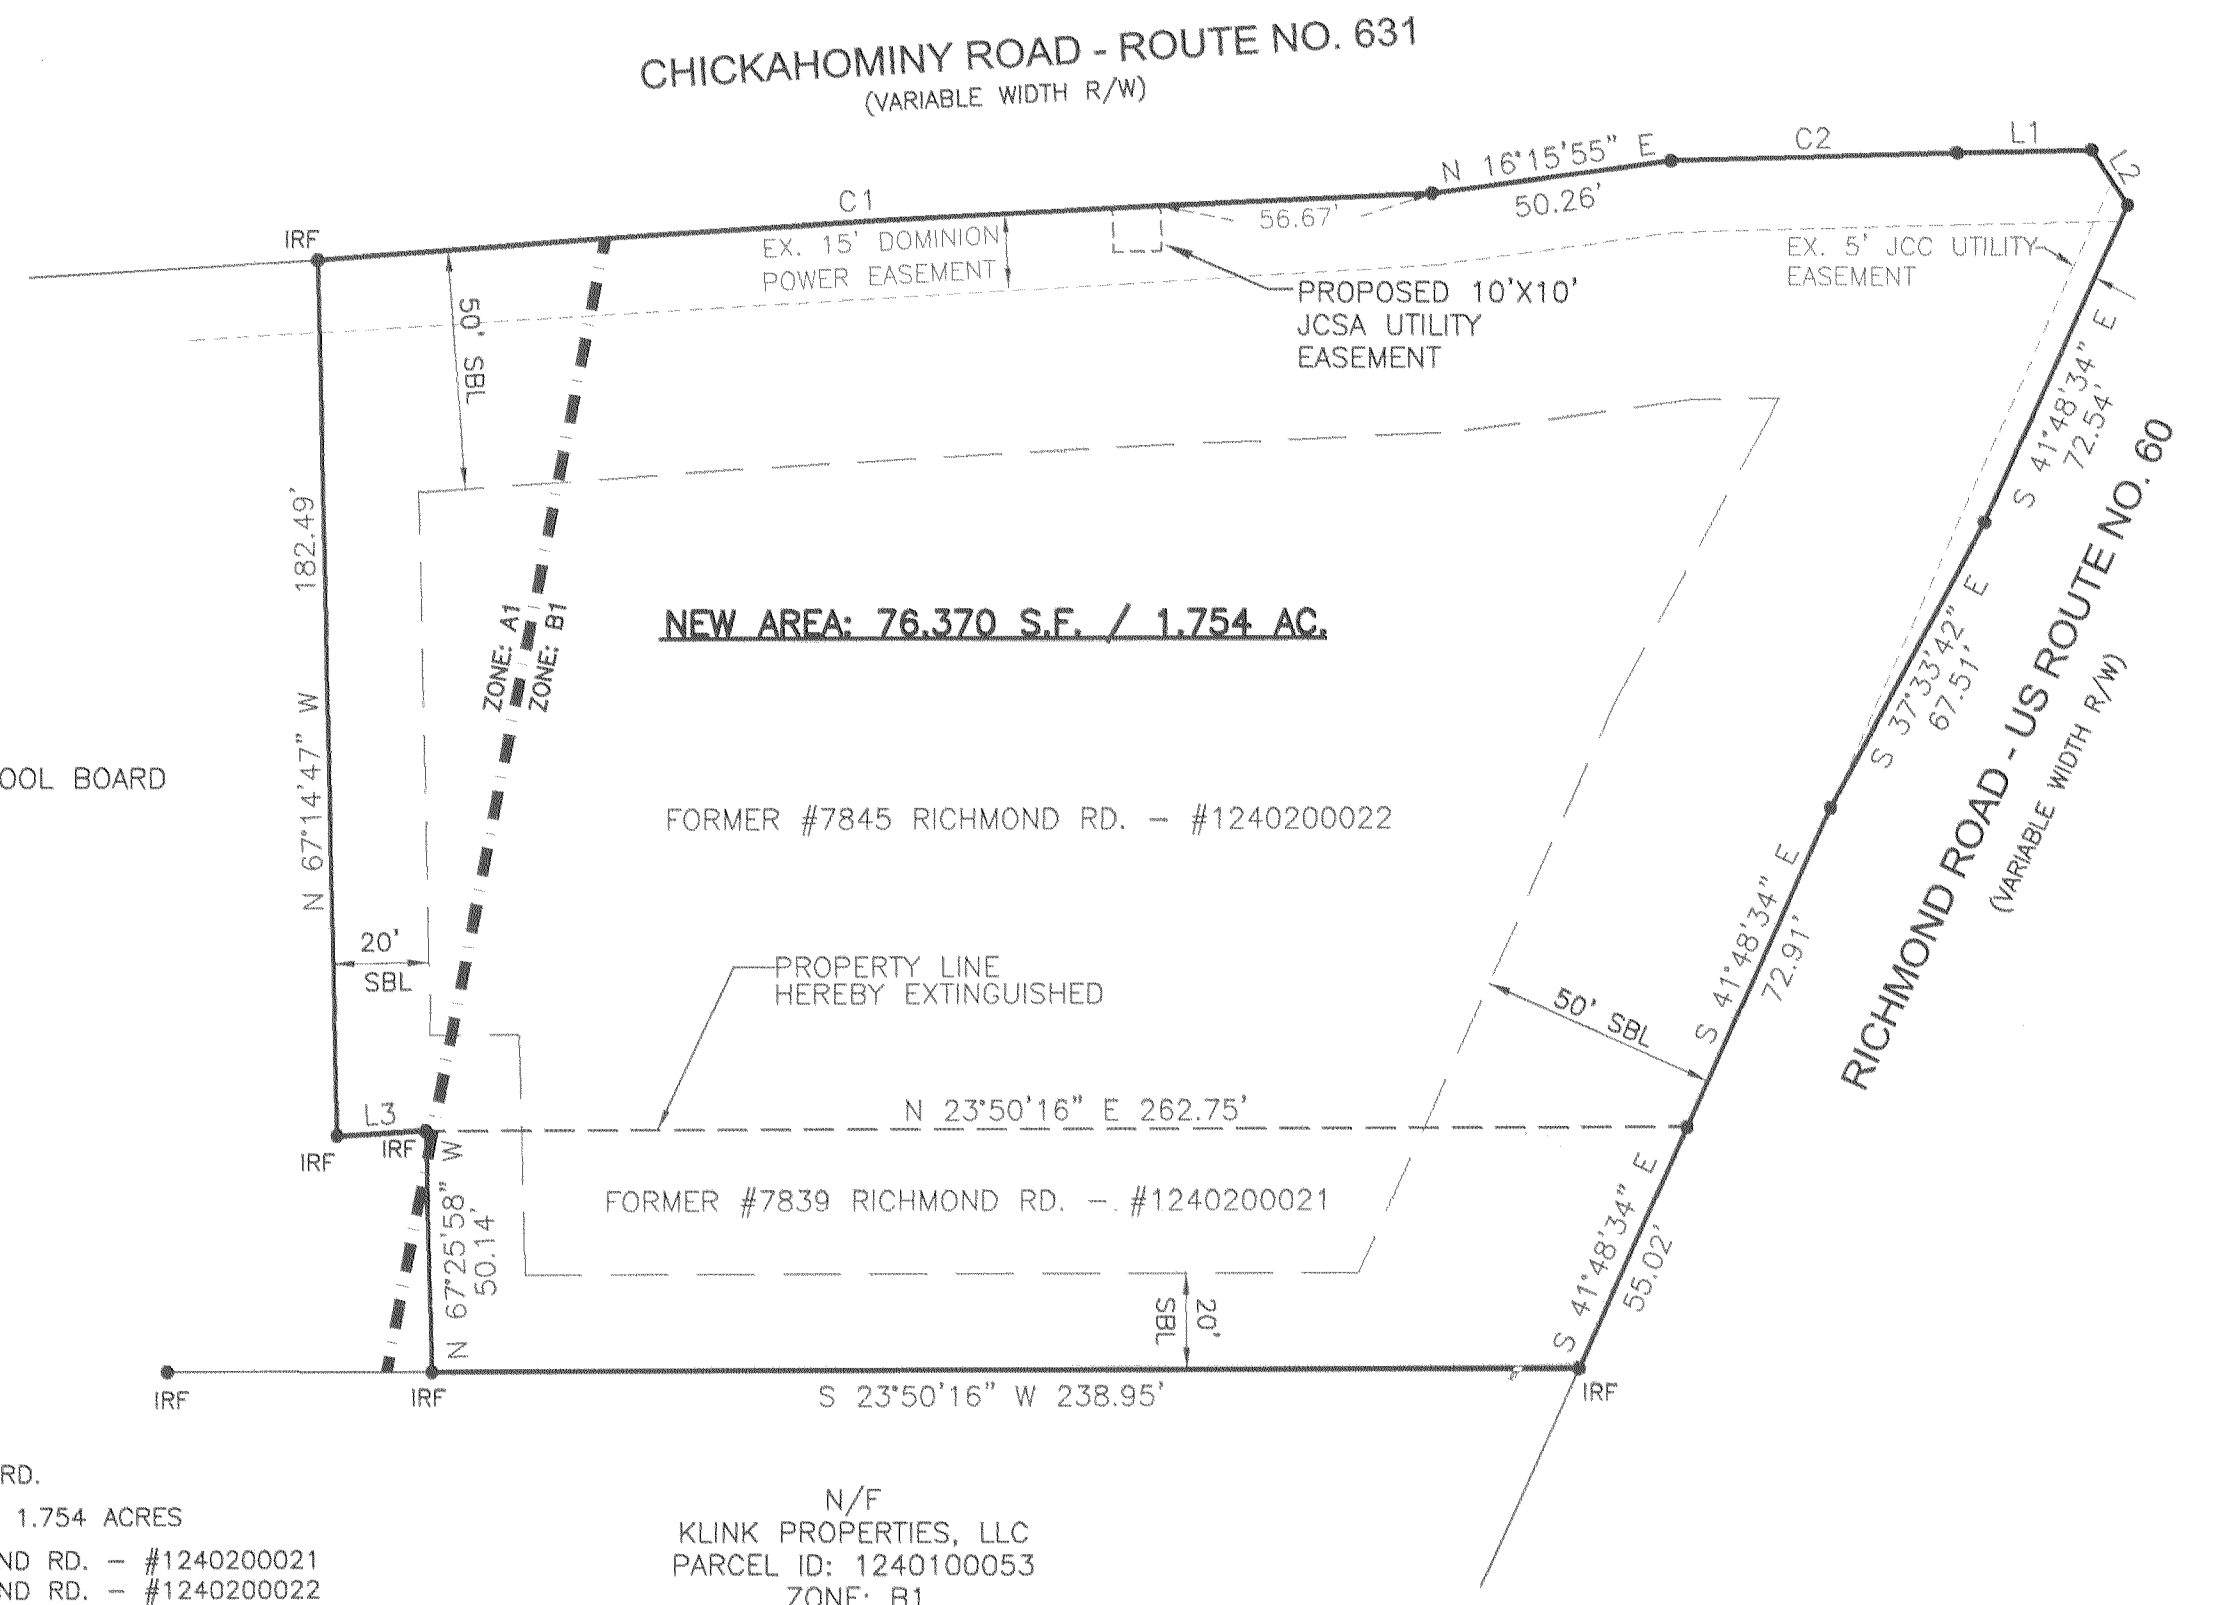 CHICKAHOMINY ROAD - ROUTE NO. 631
(VARIABLE WIDTH R/W)
IRF
C1
N 16°15'55" E
50.26'
C2
L1
L2
56.67'
EX. 15' DOMINION
POWER EASEMENT
EX. 5' JCC UTILITY
EASEMENT
PROPOSED 10'X10'
JCSA UTILITY
EASEMENT
50' SBL
S 41°48'34" E
72.54'
N 67°14'47" W 182.49'
ZONE: A1
ZONE: B1
NEW AREA: 76,370 S.F. / 1.754 AC.
S 37°33'42" E
67.51'
RICHMOND ROAD - US ROUTE NO. 60
(VARIABLE WIDTH R/W)
OOL BOARD
FORMER #7845 RICHMOND RD. - #1240200022
S 41°48'34" E
72.91'
20'
SBL
PROPERTY LINE
HEREBY EXTINGUISHED
50' SBL
L3
IRF
IRF
N 23°50'16" E 262.75'
N 67°25'58" W
50.14'
FORMER #7839 RICHMOND RD. - #1240200021
S 41°48'34" E
55.02'
20'
SBL
IRF
IRF
S 23°50'16" W 238.95'
IRF
RD.
1.754 ACRES
ND RD. - #1240200021
ND RD. - #1240200022
N/F
KLINK PROPERTIES, LLC
PARCEL ID: 1240100053
ZONE: B1